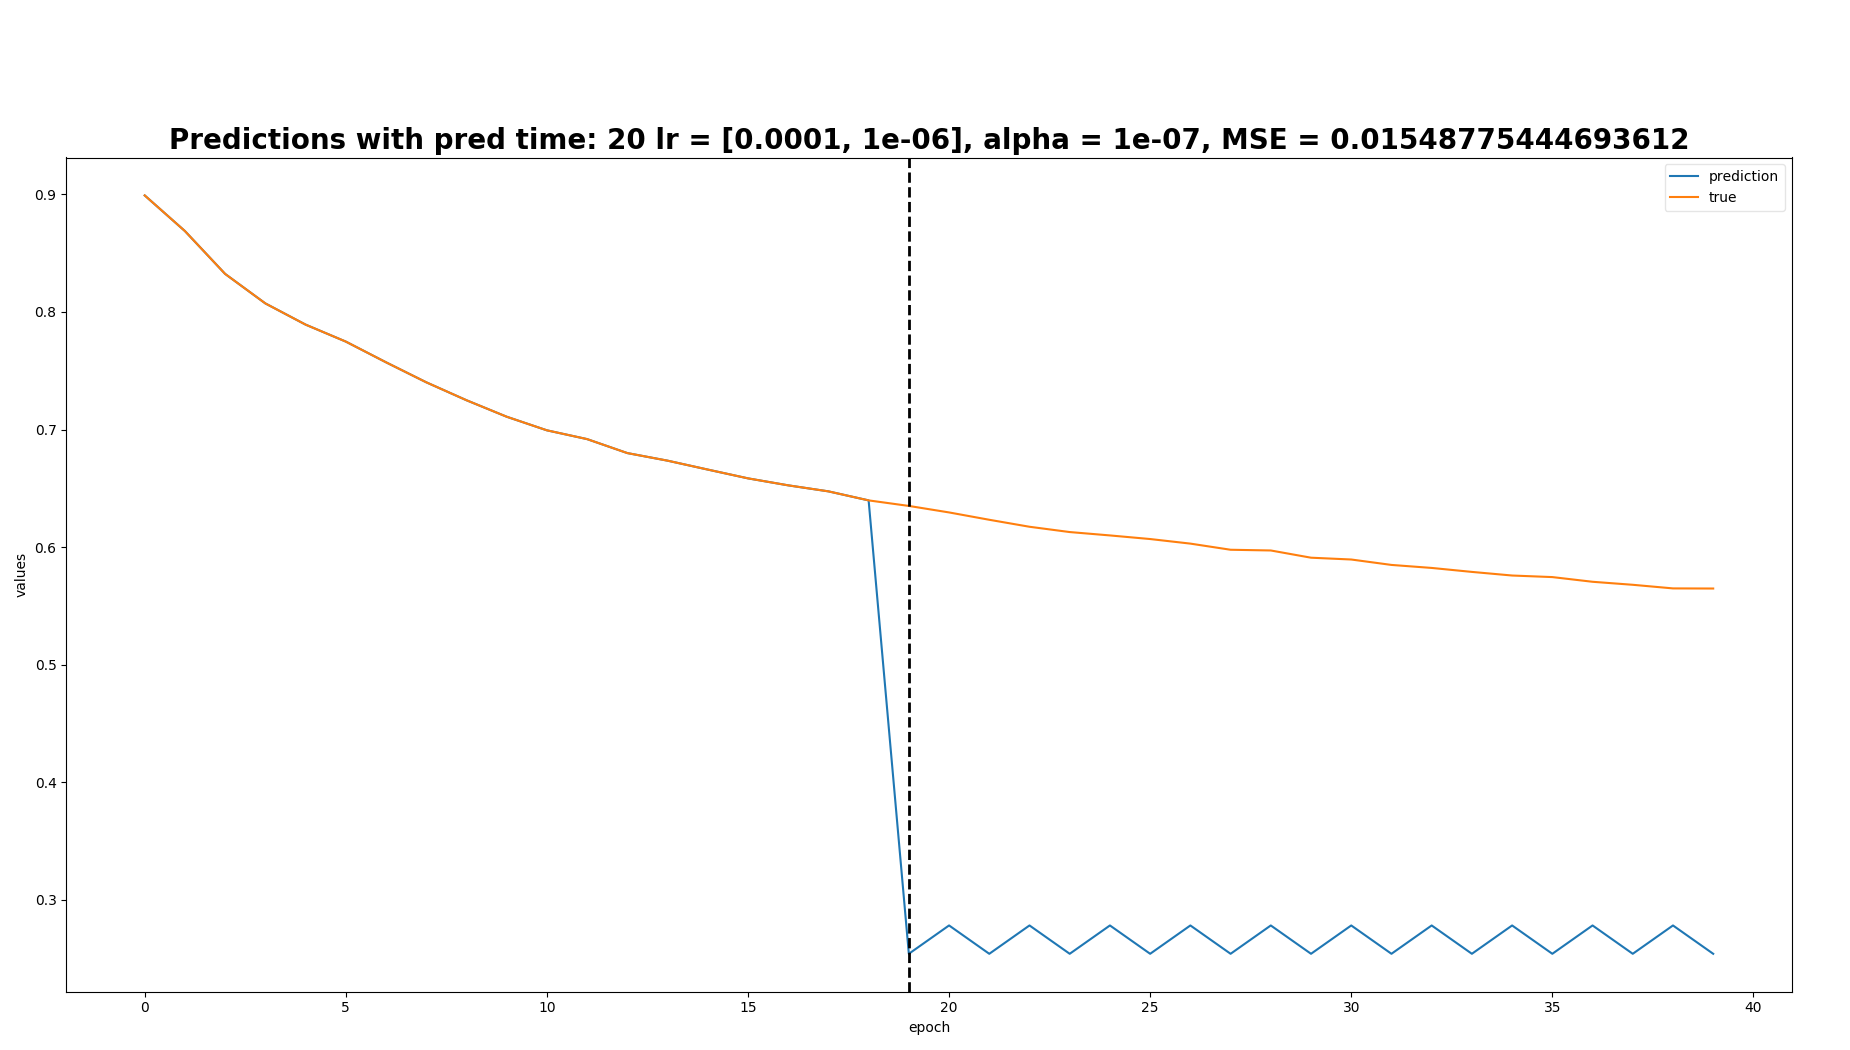 Predictions with pred time: 20 lr = [0.0001, 1e-06], alpha = 1e-07, MSE = 0.01548775444693612
prediction
true
values
0.9
0.8
0.7
0.6
0.5
0.4
0.3
0 5 10 15 20 25 30 35 40
epoch